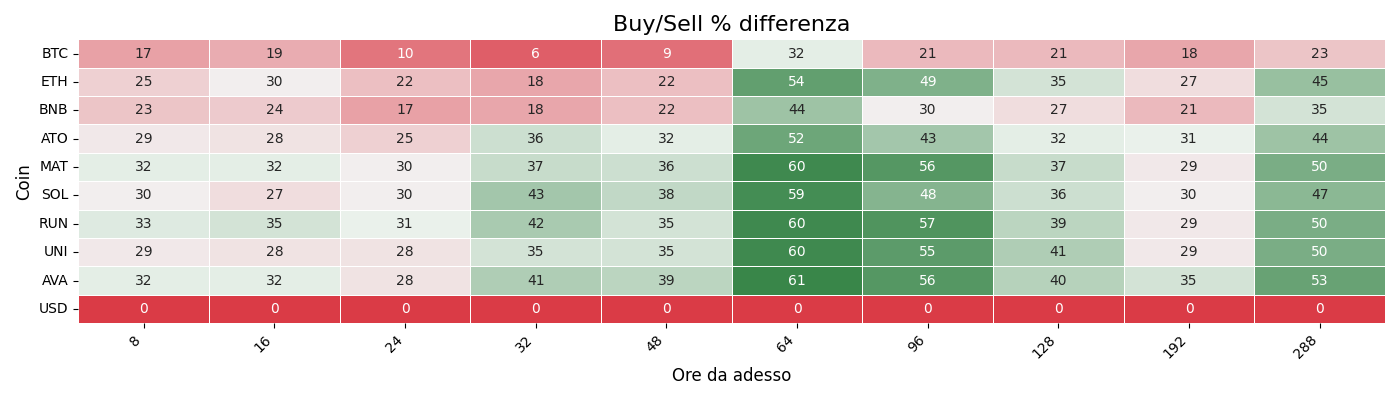 Buy/Sell % differenza
Coin
BTC 17 19 10 6 9 32 21 21 18 23
ETH 25 30 22 18 22 54 49 35 27 45
BNB 23 24 17 18 22 44 30 27 21 35
ATO 29 28 25 36 32 52 43 32 31 44
MAT 32 32 30 37 36 60 56 37 29 50
SOL 30 27 30 43 38 59 48 36 30 47
RUN 33 35 31 42 35 60 57 39 29 50
UNI 29 28 28 35 35 60 55 41 29 50
AVA 32 32 28 41 39 61 56 40 35 53
USD 0 0 0 0 0 0 0 0 0 0
8 16 24 32 48 64 96 128 192 288
Ore da adesso